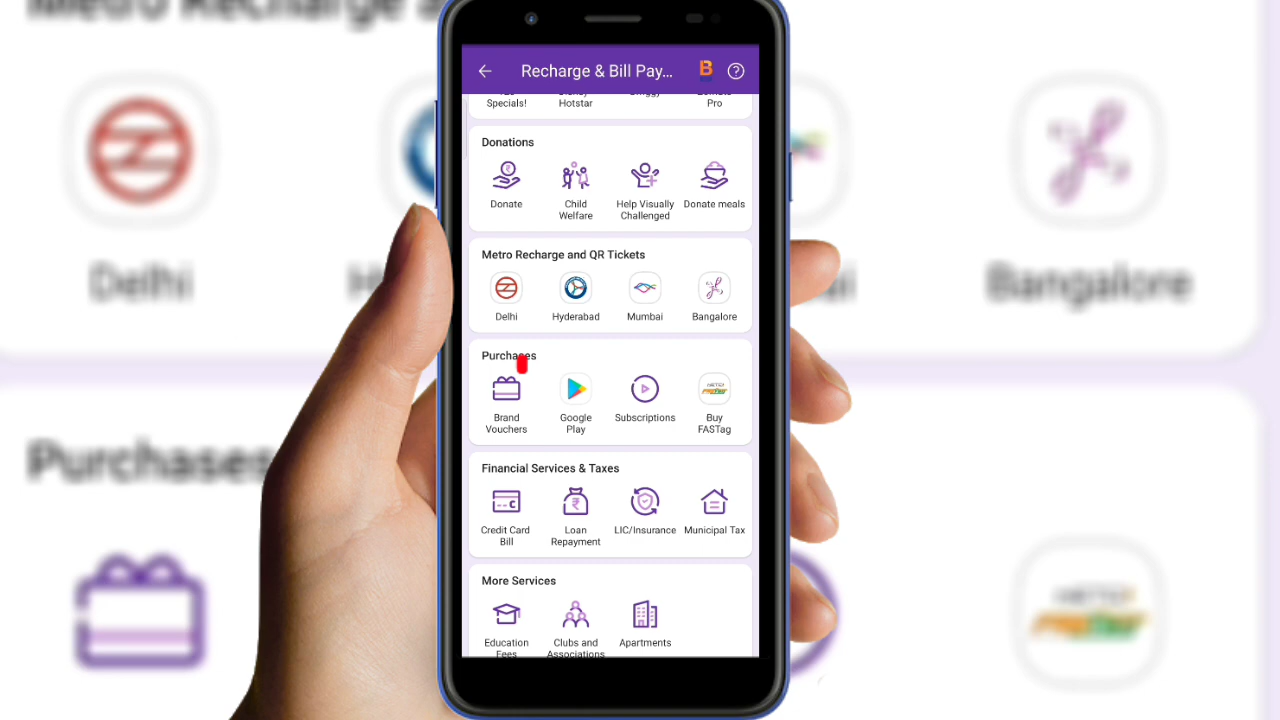 Metro Recharge a
Delhi
Bangalore
Purchases
Recharge & Bill Pay...
B
Specials!
Hotstar
Pro
Donations
Donate
Child
Welfare
Help Visually
Challenged
Donate meals
Metro Recharge and QR Tickets
Delhi
Hyderabad
Mumbai
Bangalore
Purchases
Brand
Vouchers
Google
Play
Subscriptions
Buy
FASTag
Financial Services & Taxes
Credit Card
Bill
Loan
Repayment
LIC/Insurance
Municipal Tax
More Services
Education
Fees
Clubs and
Associations
Apartments